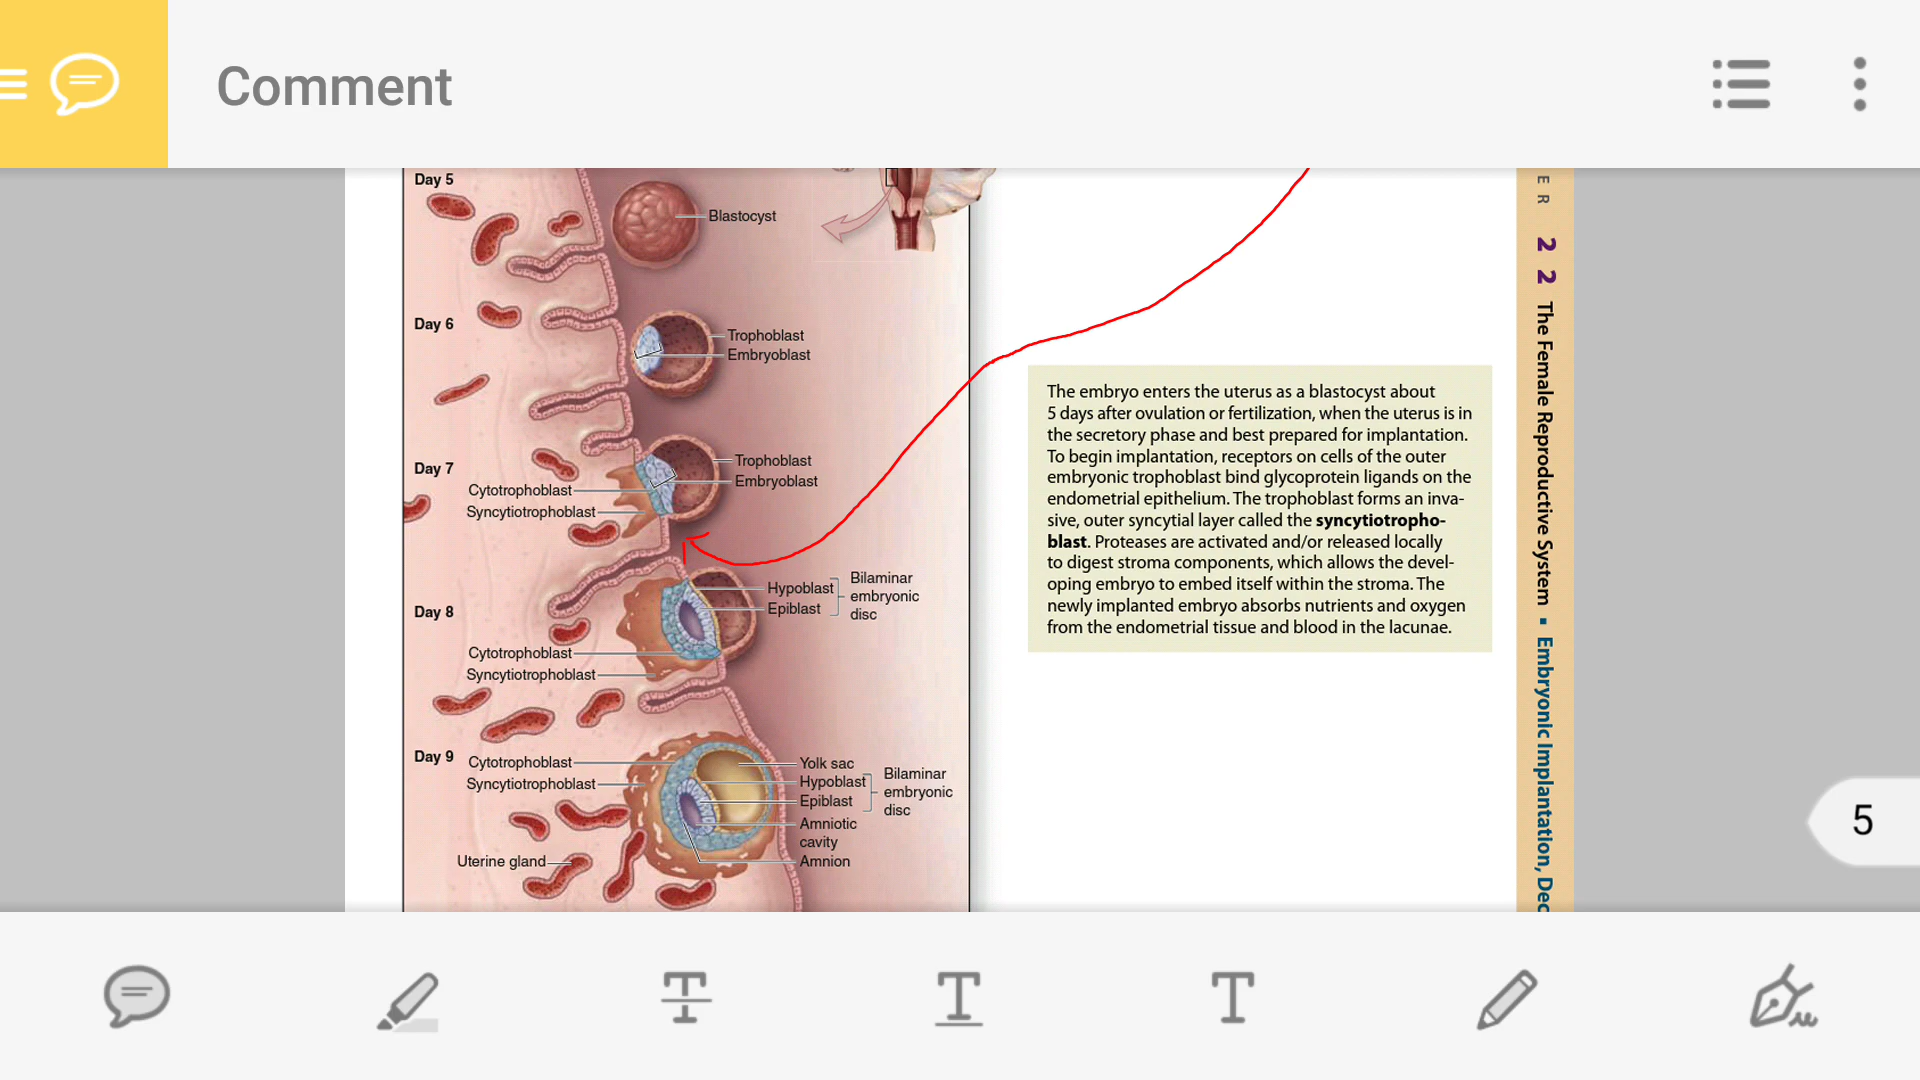 Comment
Day 5
Blastocyst
Day 6
Trophoblast
Embryoblast
Day 7
Trophoblast
Embryoblast
Cytotrophoblast
Syncytiotrophoblast
Day 8
Hypoblast
Epiblast
Bilaminar
embryonic
disc
Cytotrophoblast
Syncytiotrophoblast
Day 9
Cytotrophoblast
Syncytiotrophoblast
Uterine gland
Yolk sac
Hypoblast
Epiblast
Bilaminar
embryonic
disc
Amniotic
cavity
Amnion
The embryo enters the uterus as a blastocyst about
5 days after ovulation or fertilization, when the uterus is in
the secretory phase and best prepared for implantation.
To begin implantation, receptors on cells of the outer
embryonic trophoblast bind glycoprotein ligands on the
endometrial epithelium. The trophoblast forms an inva-
sive, outer syncytial layer called the syncytiotropho-
blast. Proteases are activated and/or released locally
to digest stroma components, which allows the devel-
oping embryo to embed itself within the stroma. The
newly implanted embryo absorbs nutrients and oxygen
from the endometrial tissue and blood in the lacunae.
E R 2 2 The Female Reproductive System ▪ Embryonic Implantation, Dec
5
T T T